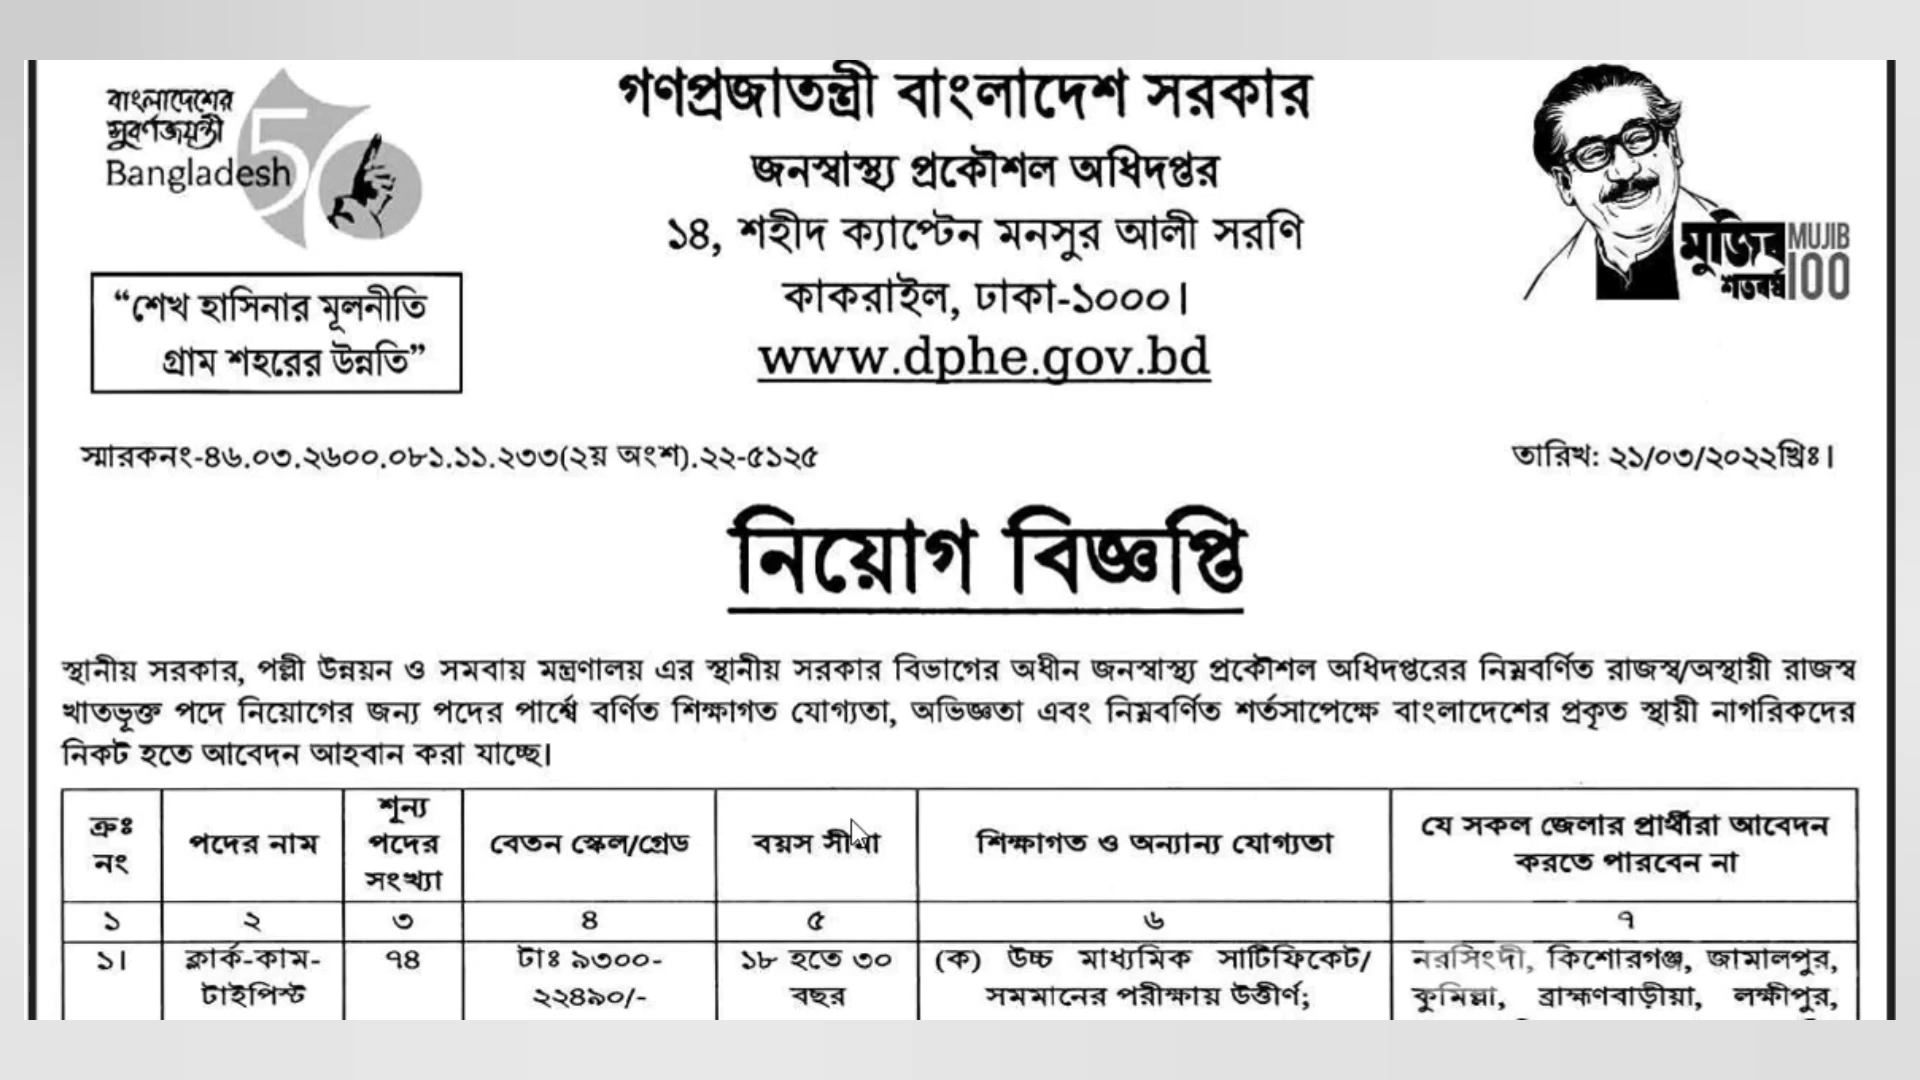 বাংলাদেশের
সুবর্ণজয়ন্তী
Bangladesh
50
গণপ্রজাতন্ত্রী বাংলাদেশ সরকার
জনস্বাস্থ্য প্রকৌশল অধিদপ্তর
১৪, শহীদ ক্যাপ্টেন মনসুর আলী সরণি
কাকরাইল, ঢাকা-১০০০।
www.dphe.gov.bd
মুজিব
শতবর্ষ
MUJIB
100
“শেখ হাসিনার মূলনীতি
গ্রাম শহরের উন্নতি”
স্মারকনং-৪৬.০৩.২৬০০.০৮১.১১.২৩৩(২য় অংশ).২২-৫১২৫
তারিখ: ২১/০৩/২০২২খ্রিঃ।
নিয়োগ বিজ্ঞপ্তি
স্থানীয় সরকার, পল্লী উন্নয়ন ও সমবায় মন্ত্রণালয় এর স্থানীয় সরকার বিভাগের অধীন জনস্বাস্থ্য প্রকৌশল অধিদপ্তরের নিম্নবর্ণিত রাজস্ব/অস্থায়ী রাজস্ব
খাতভূক্ত পদে নিয়োগের জন্য পদের পার্শ্বে বর্ণিত শিক্ষাগত যোগ্যতা, অভিজ্ঞতা এবং নিম্নবর্ণিত শর্তসাপেক্ষে বাংলাদেশের প্রকৃত স্থায়ী নাগরিকদের
নিকট হতে আবেদন আহবান করা যাচ্ছে।
ক্রঃ
নং
পদের নাম
শূন্য
পদের
সংখ্যা
বেতন স্কেল/গ্রেড
বয়স সীমা
শিক্ষাগত ও অন্যান্য যোগ্যতা
যে সকল জেলার প্রার্থীরা আবেদন
করতে পারবেন না
১ ২ ৩ ৪ ৫ ৬ ৭
১।
ক্লার্ক-কাম-
টাইপিস্ট
৭৪
টাঃ ৯৩০০-
২২৪৯০/-
১৮ হতে ৩০
বছর
(ক) উচ্চ মাধ্যমিক সার্টিফিকেট/
সমমানের পরীক্ষায় উত্তীর্ণ;
নরসিংদী, কিশোরগঞ্জ, জামালপুর,
কুমিল্লা, ব্রাহ্মণবাড়ীয়া, লক্ষীপুর,